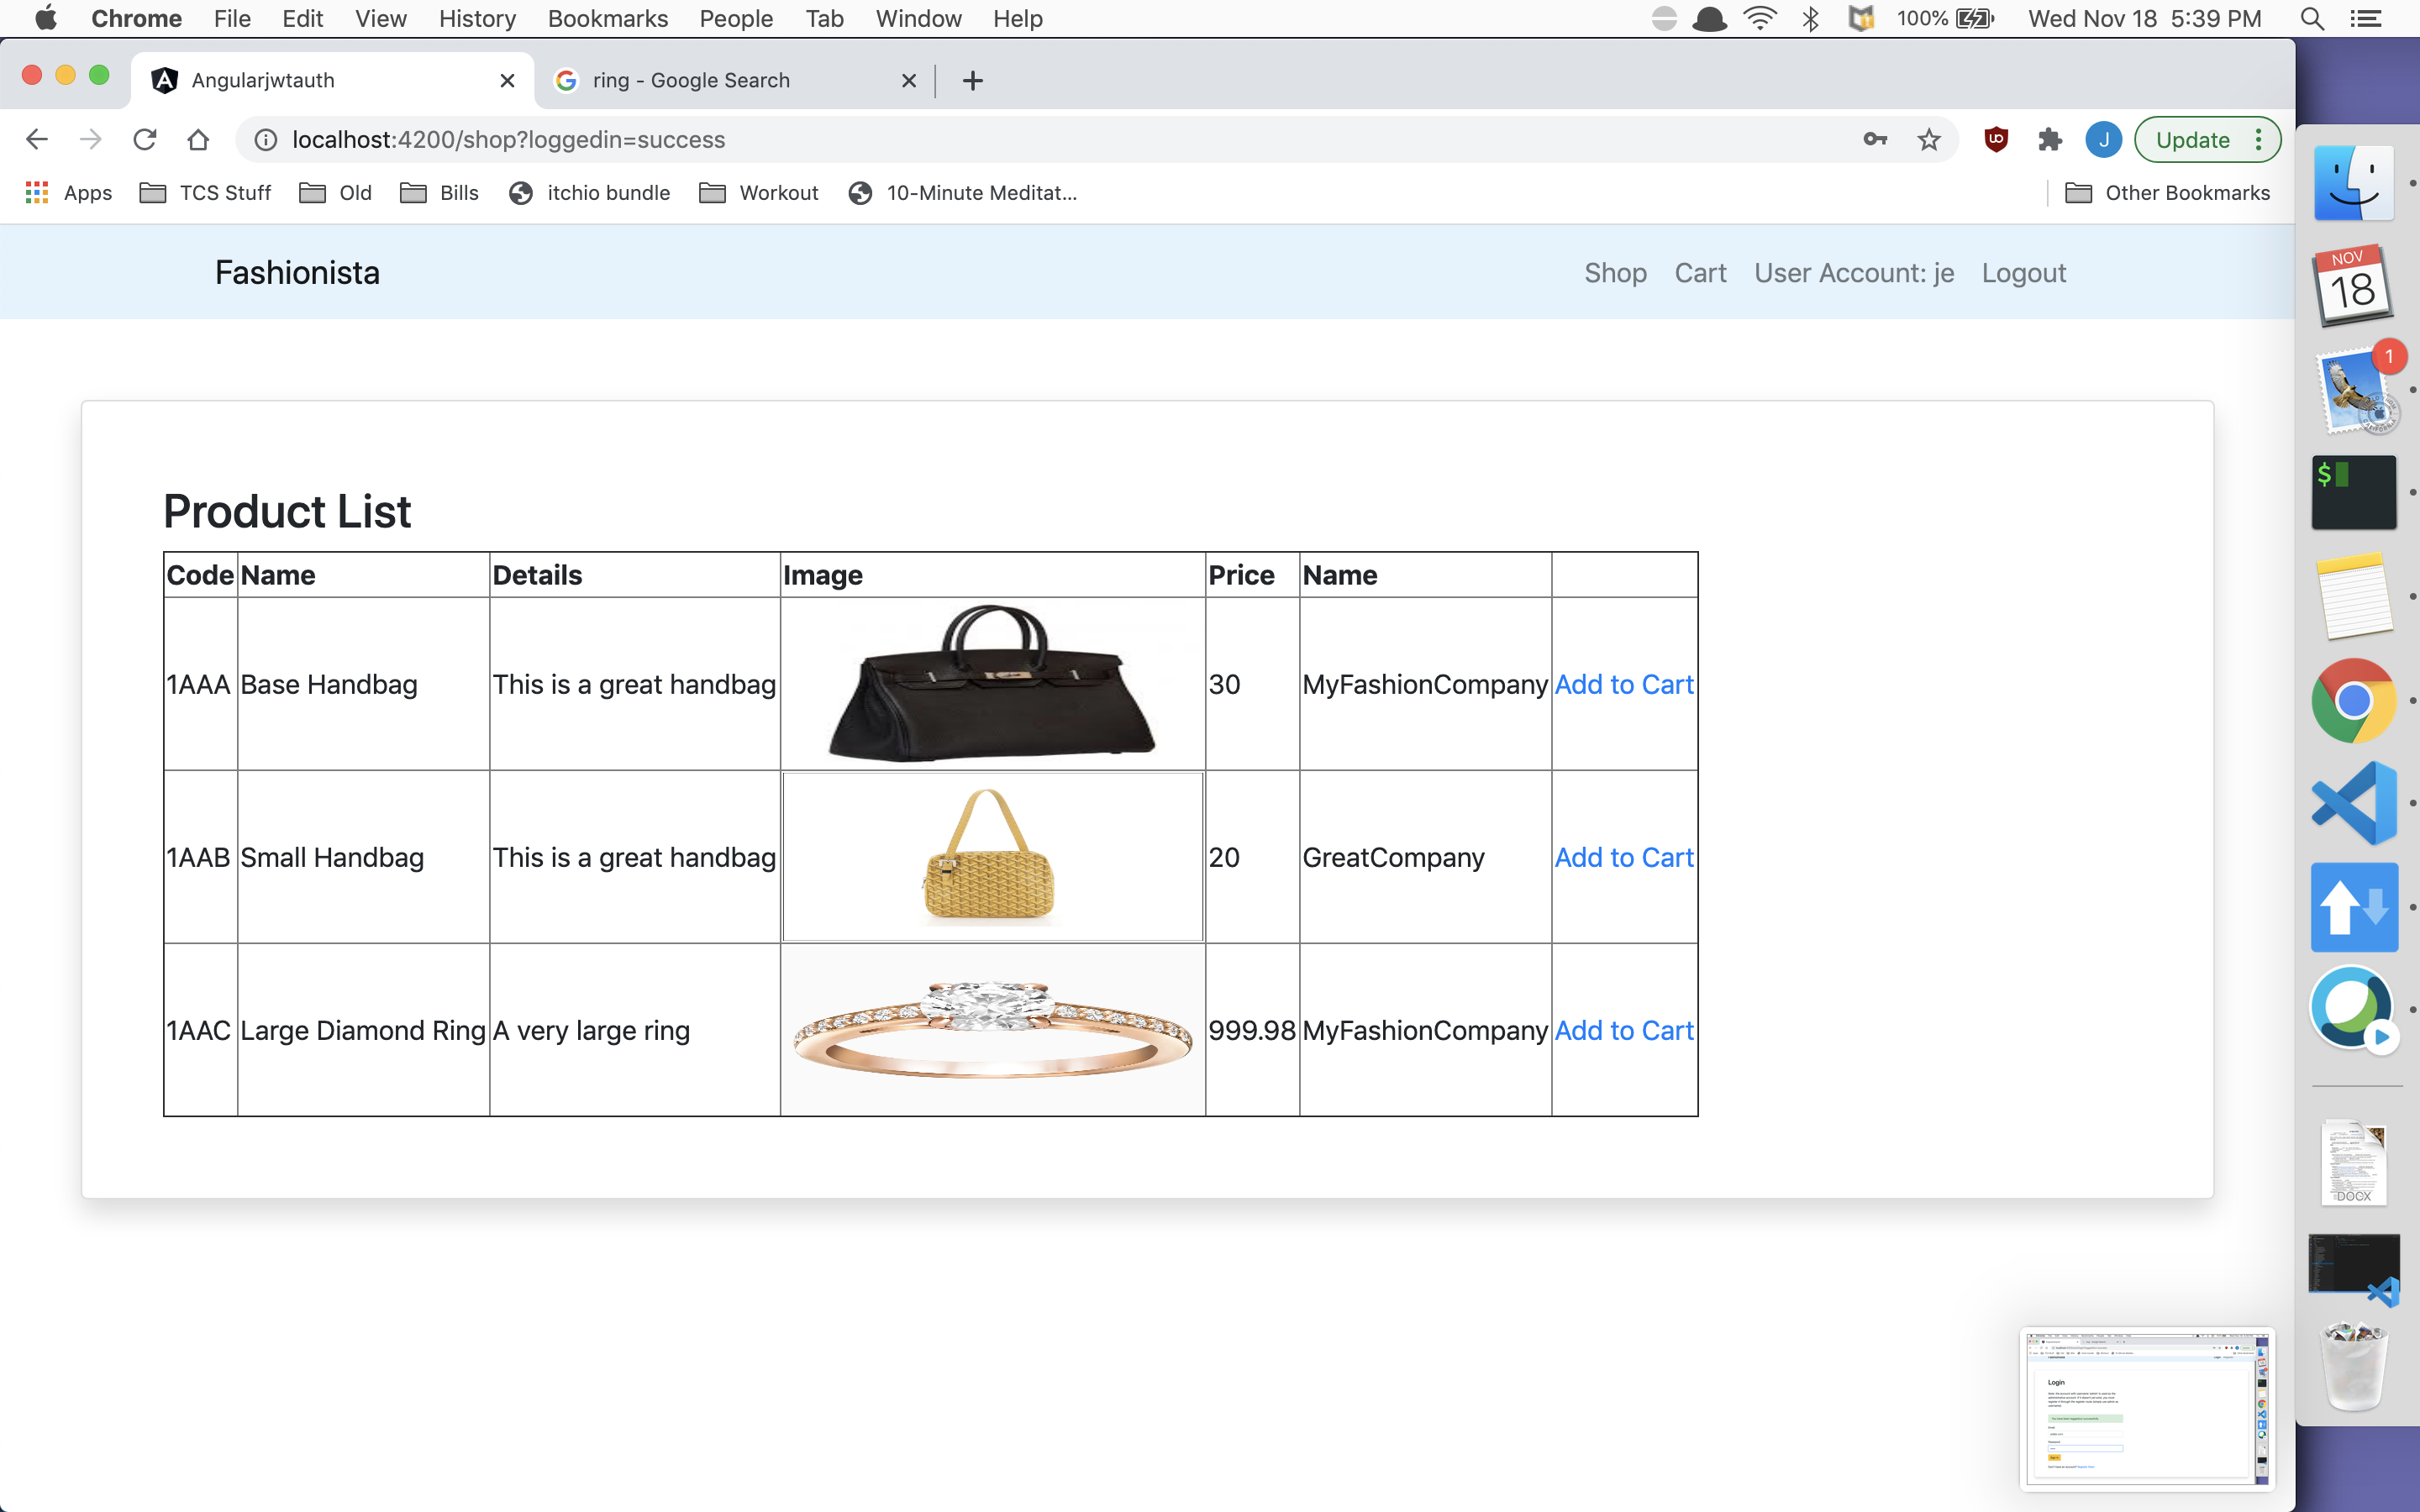 Chrome File Edit View History Bookmarks People Tab Window Help 100% Wed Nov 18 5:39 PM
Angularjwtauth ring - Google Search
localhost:4200/shop?loggedin=success J Update
Apps TCS Stuff Old Bills itchio bundle Workout 10-Minute Meditat... Other Bookmarks
Fashionista Shop Cart User Account: je Logout
NOV
18
1
$
Product List
Code Name Details Image Price Name
1AAA Base Handbag This is a great handbag 30 MyFashionCompany Add to Cart
1AAB Small Handbag This is a great handbag 20 GreatCompany Add to Cart
1AAC Large Diamond Ring A very large ring 999.98 MyFashionCompany Add to Cart
DOCX
Login